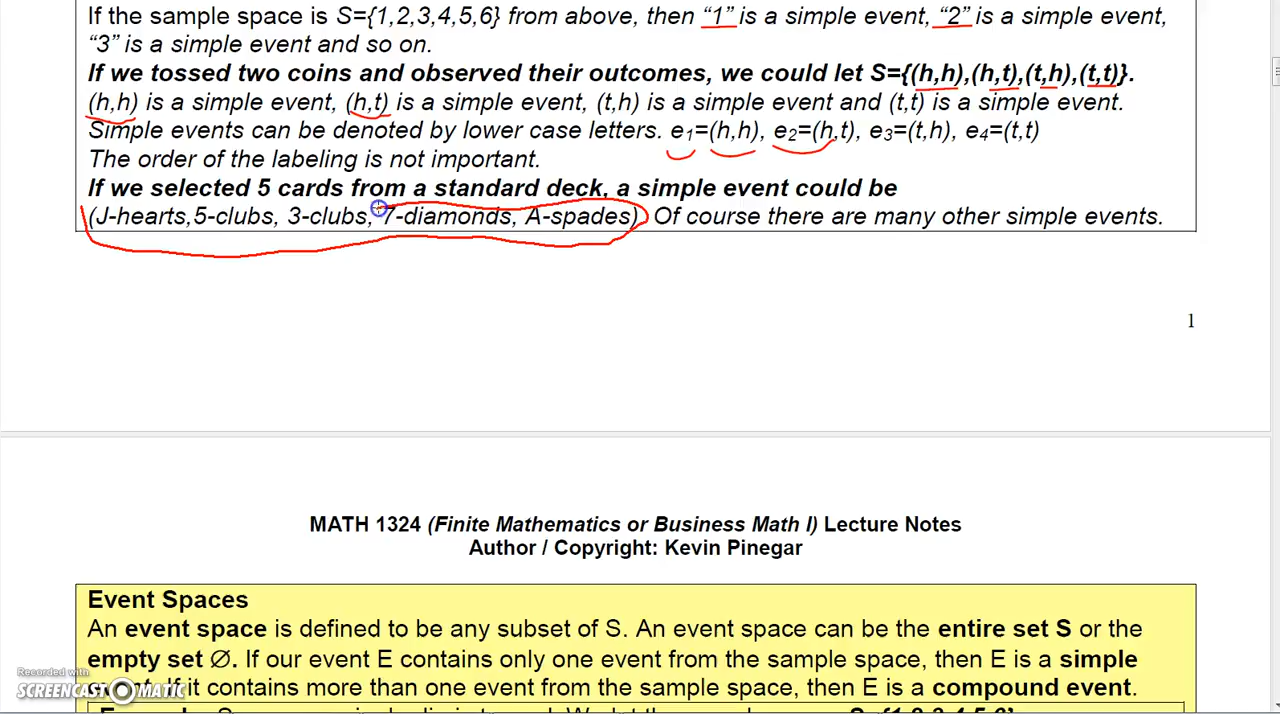 If the sample space is S={1,2,3,4,5,6} from above, then “1” is a simple event, “2” is a simple event,
“3” is a simple event and so on.
If we tossed two coins and observed their outcomes, we could let S={(h,h),(h,t),(t,h),(t,t)}.
(h,h) is a simple event, (h,t) is a simple event, (t,h) is a simple event and (t,t) is a simple event.
Simple events can be denoted by lower case letters. e1=(h,h), e2=(h,t), e3=(t,h), e4=(t,t)
The order of the labeling is not important.
If we selected 5 cards from a standard deck, a simple event could be
(J-hearts,5-clubs, 3-clubs, 7-diamonds, A-spades) Of course there are many other simple events.
1
MATH 1324 (Finite Mathematics or Business Math I) Lecture Notes
Author / Copyright: Kevin Pinegar
Event Spaces
An event space is defined to be any subset of S. An event space can be the entire set S or the
empty set ∅. If our event E contains only one event from the sample space, then E is a simple
If it contains more than one event from the sample space, then E is a compound event.
Recorded with
SCREENCAST-O-MATIC